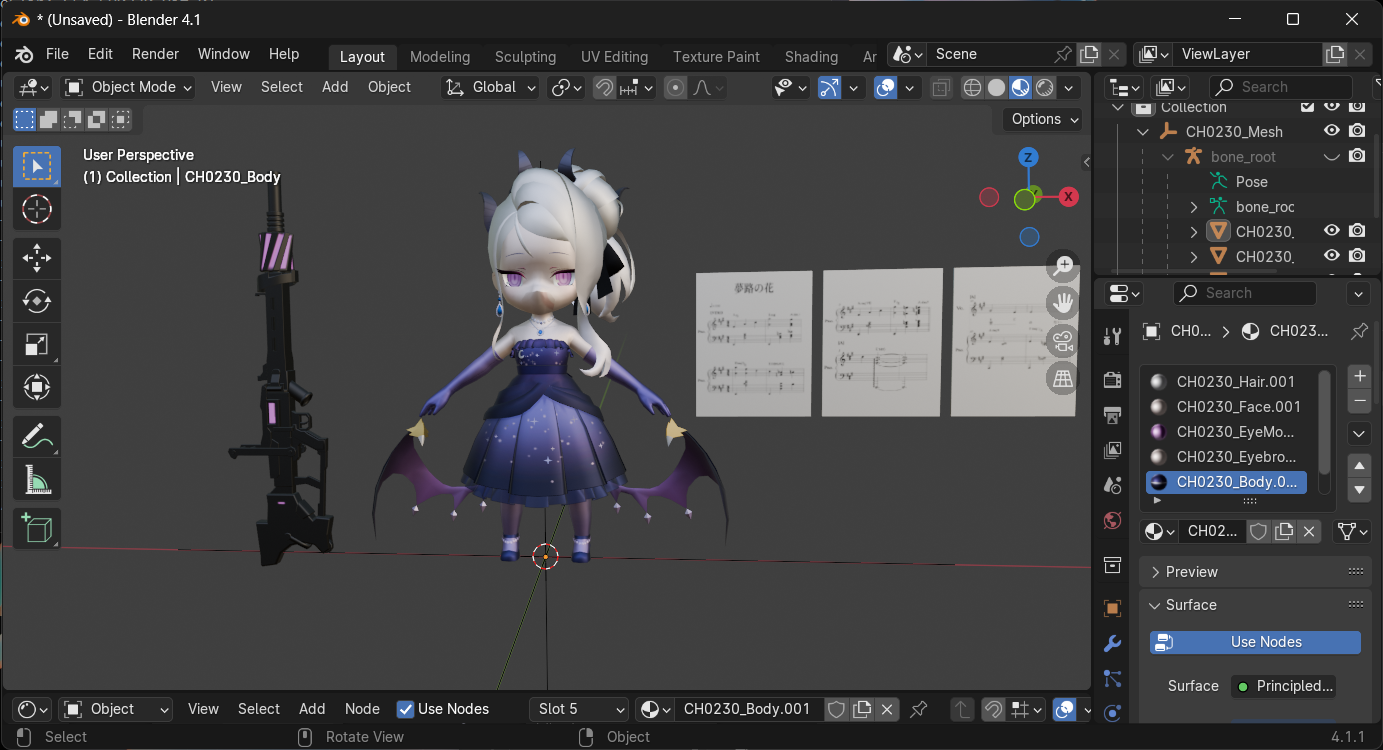 * (Unsaved) - Blender 4.1
File Edit Render Window Help Layout Modeling Sculpting UV Editing Texture Paint Shading Scene ViewLayer
Object Mode View Select Add Object Global Search
Options
User Perspective
(1) Collection | CH0230_Body
Z
X
夢路の花
Collection
CH0230_Mesh
bone_root
Pose
bone_roc
CH0230_
CH0230_
Search
CH0... CH023...
CH0230_Hair.001
CH0230_Face.001
CH0230_EyeMo...
CH0230_Eyebro...
CH0230_Body.0...
CH02...
Preview
Surface
Use Nodes
Surface Principled...
Object View Select Add Node Use Nodes Slot 5 CH0230_Body.001
Select Rotate View Object 4.1.1